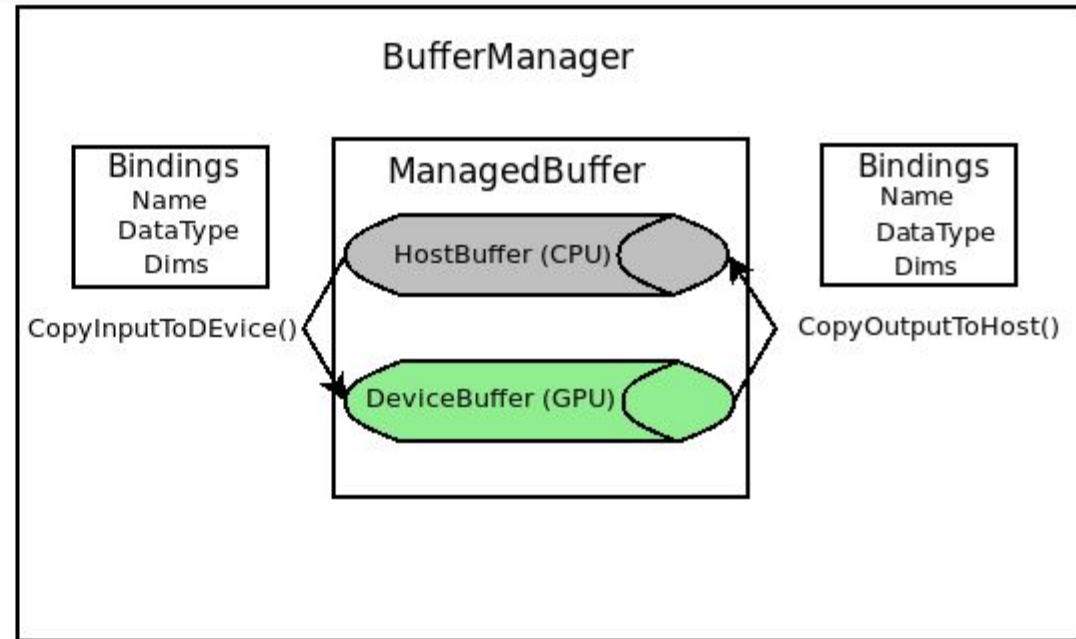 BufferManager
Bindings
Name
DataType
Dims
ManagedBuffer
HostBuffer (CPU)
DeviceBuffer (GPU)
Bindings
Name
DataType
Dims
CopyInputToDEvice()
CopyOutputToHost()